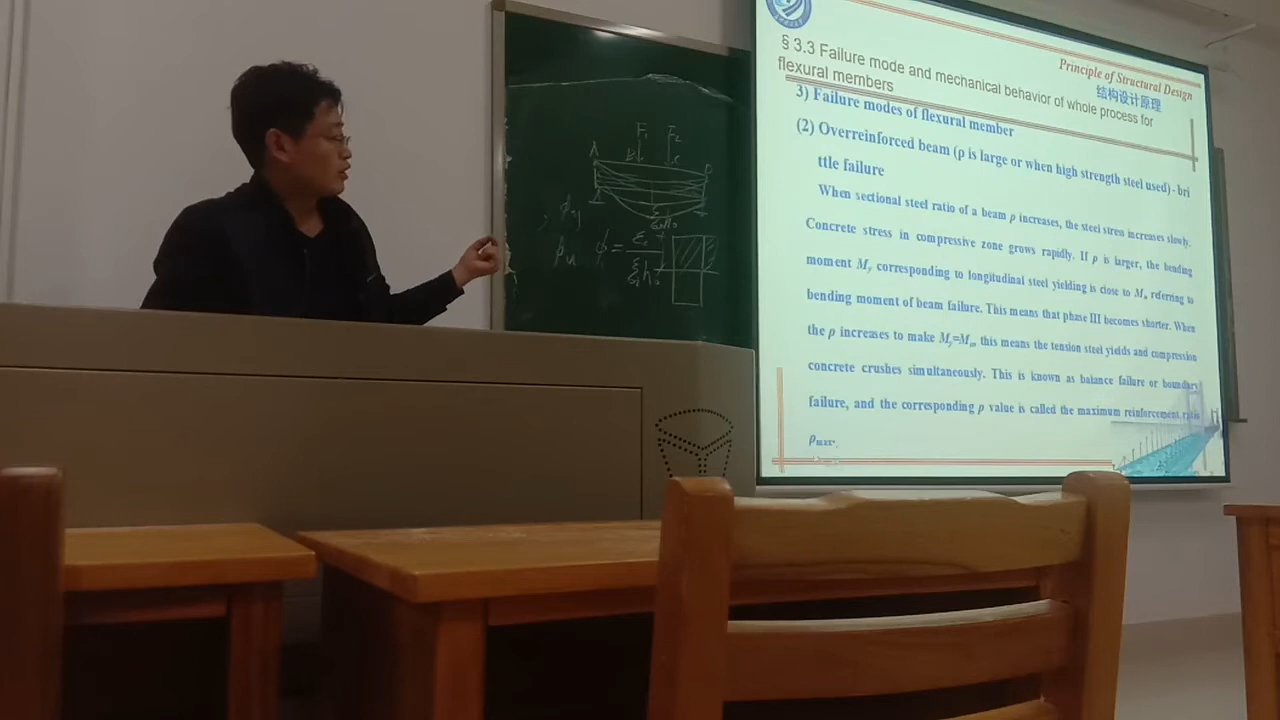 § 3.3 Failure mode and mechanical behavior of whole process for
flexural members
Principle of Structural Design
结构设计原理
3) Failure modes of flexural member
(2) Overreinforced beam (ρ is large or when high strength steel used) - bri
ttle failure
When sectional steel ratio of a beam ρ increases, the steel stress increases slowly.
Concrete stress in compressive zone grows rapidly. If ρ is larger, the bending
moment My corresponding to longitudinal steel yielding is close to Mu referring to
bending moment of beam failure. This means that phase III becomes shorter. When
the ρ increases to make My=Mu, this means the tension steel yields and compression
concrete crushes simultaneously. This is known as balance failure or boundary
failure, and the corresponding ρ value is called the maximum reinforcement ratio
ρmax.
F1 F2
A B C D